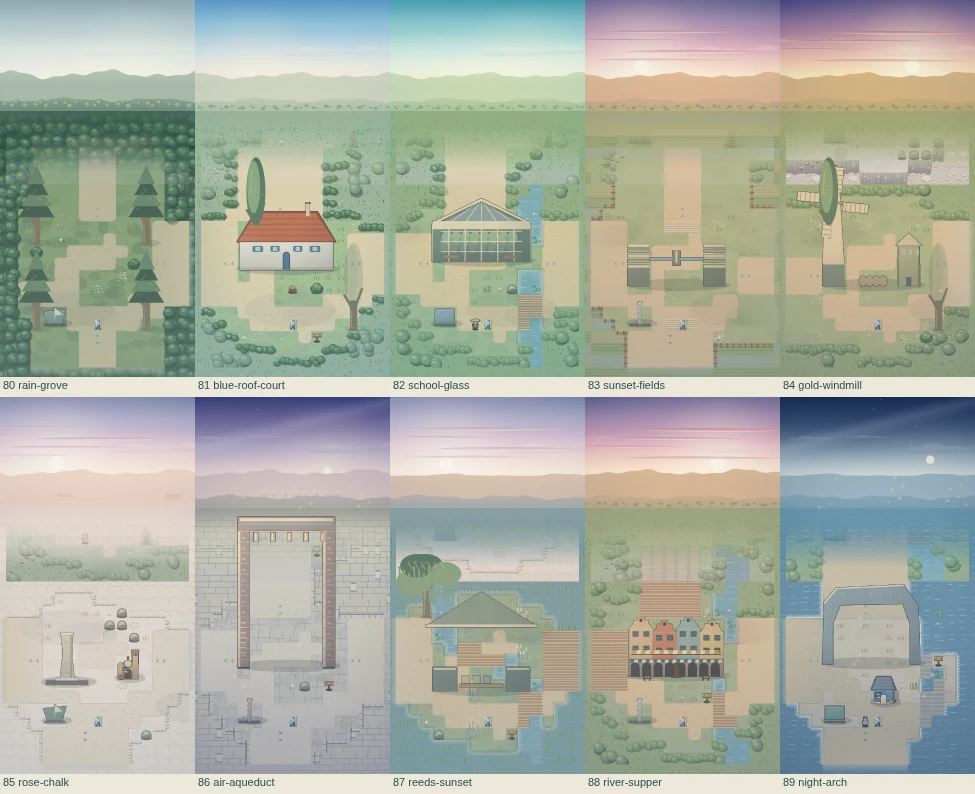 80 rain-grove
81 blue-roof-court
82 school-glass
83 sunset-fields
84 gold-windmill
85 rose-chalk
86 air-aqueduct
87 reeds-sunset
88 river-supper
89 night-arch